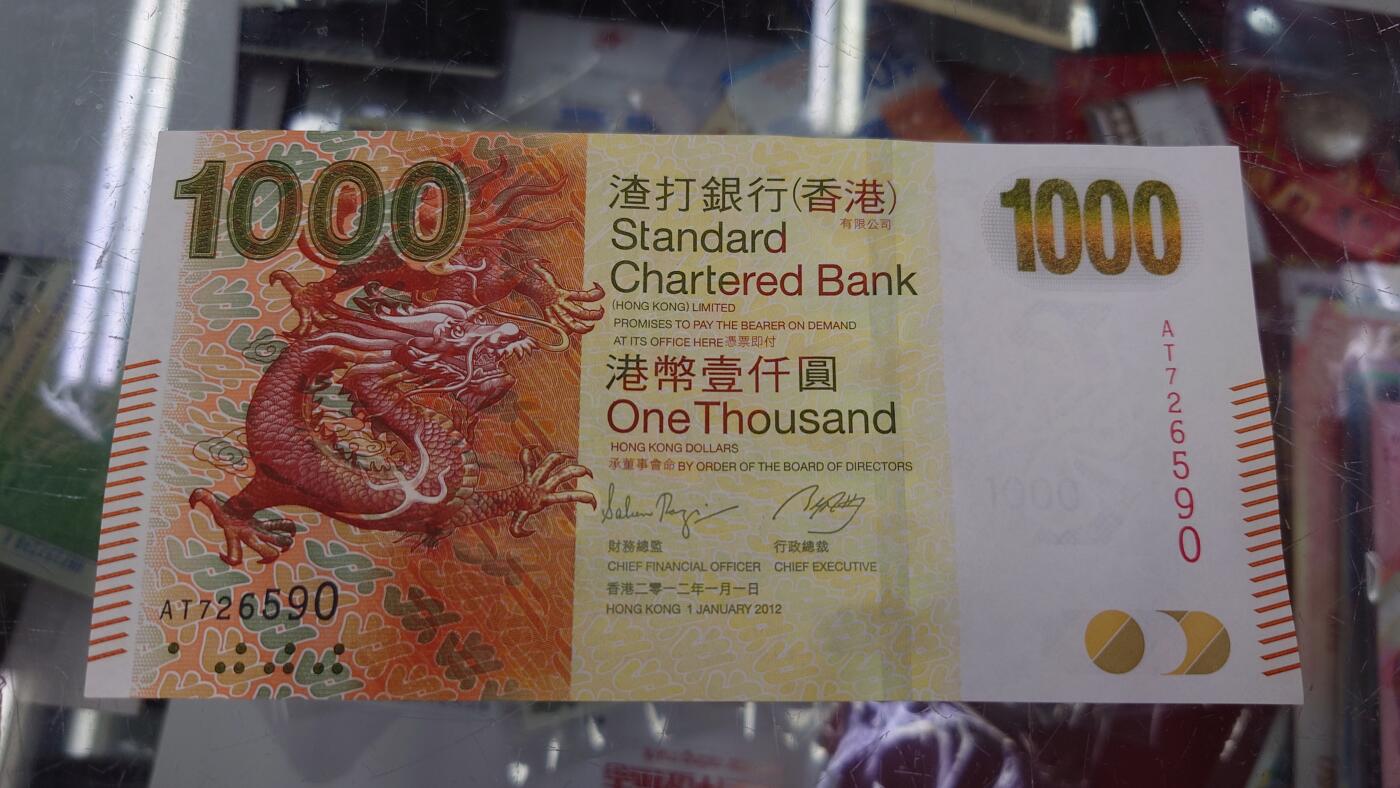 1000
渣打銀行(香港)
有限公司
Standard
Chartered Bank
(HONG KONG) LIMITED
PROMISES TO PAY THE BEARER ON DEMAND
AT ITS OFFICE HERE 憑票即付
港幣壹仟圓
One Thousand
HONG KONG DOLLARS
承董事會命 BY ORDER OF THE BOARD OF DIRECTORS
財務總監 行政總裁
CHIEF FINANCIAL OFFICER CHIEF EXECUTIVE
香港二零一二年一月一日
HONG KONG 1 JANUARY 2012
AT726590
1000
AT726590
1000